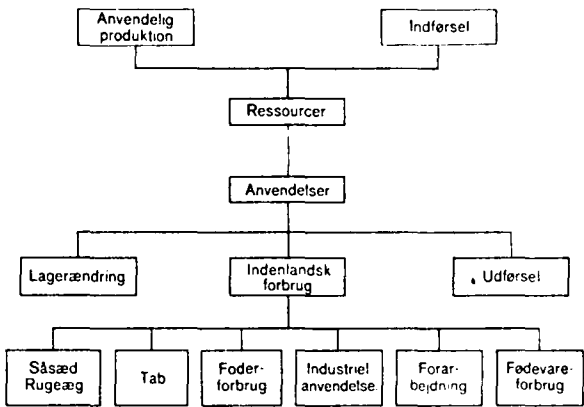 Anvendelig
produktion
Indførsel
Ressourcer
Anvendelser
Lagerændring
Indenlandsk
forbrug
Udførsel
Såsæd
Rugeæg
Tab
Foder-
forbrug
Industriel
anvendelse
Forar-
bejdning
Fødevare-
forbrug